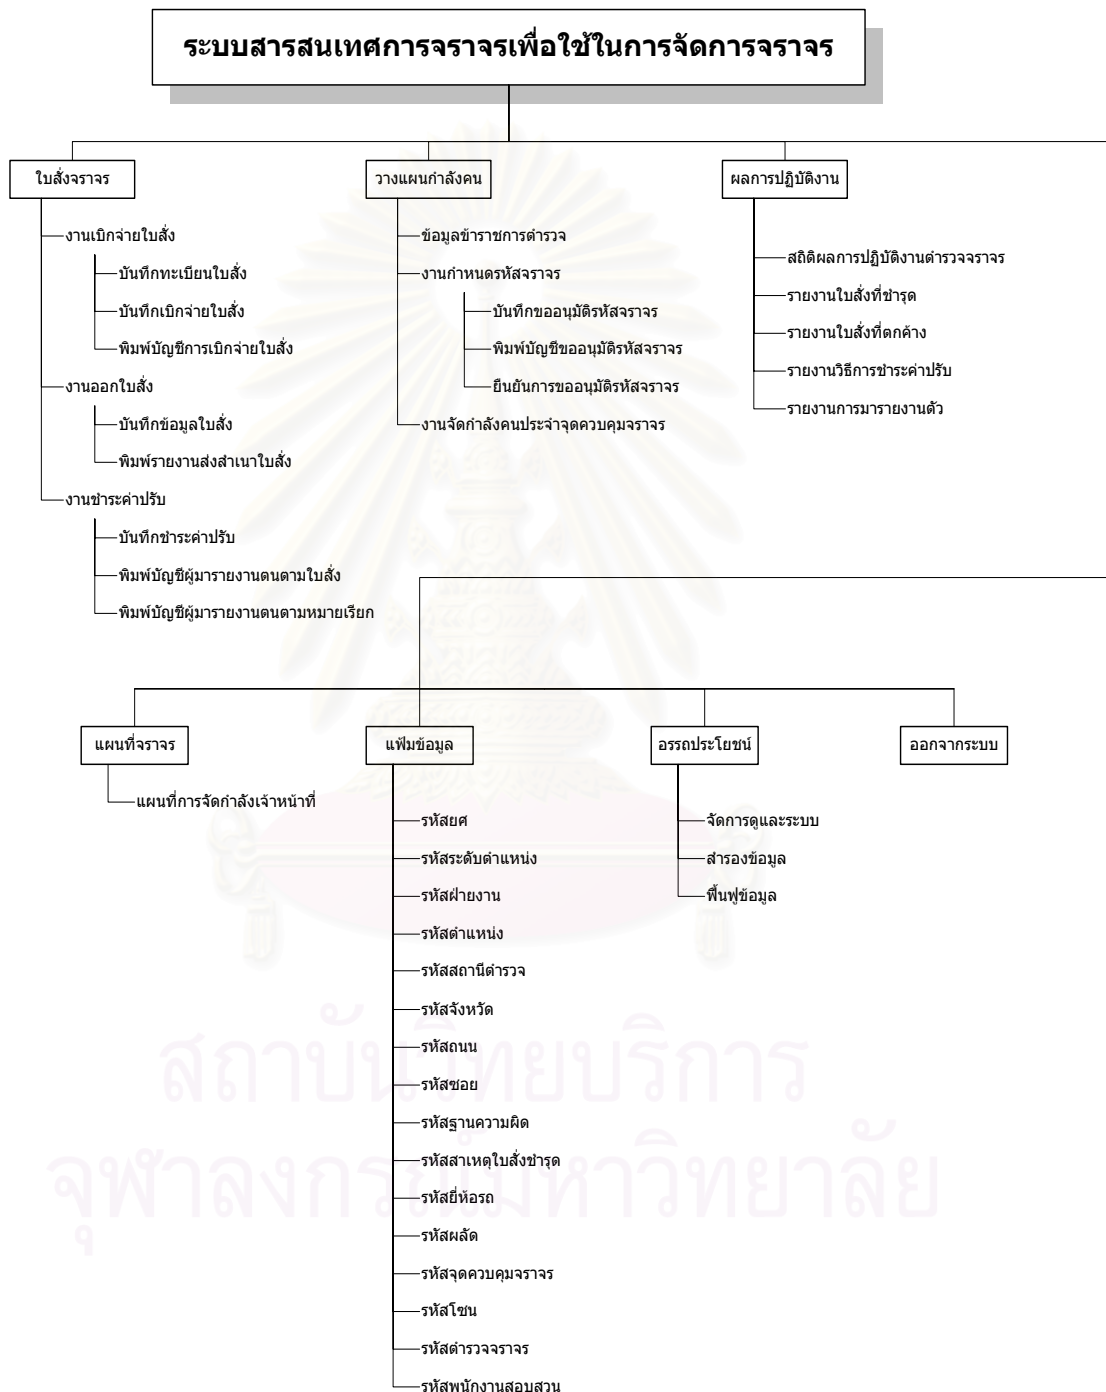 ระบบสารสนเทศการจราจรเพื่อใช้ในการจัดการจราจร
ใบสั่งจราจร
งานเบิกจ่ายใบสั่ง
บันทึกทะเบียนใบสั่ง
บันทึกเบิกจ่ายใบสั่ง
พิมพ์บัญชีการเบิกจ่ายใบสั่ง
งานออกใบสั่ง
บันทึกข้อมูลใบสั่ง
พิมพ์รายงานส่งสำเนาใบสั่ง
งานชำระค่าปรับ
บันทึกชำระค่าปรับ
พิมพ์บัญชีผู้มารายงานตนตามใบสั่ง
พิมพ์บัญชีผู้มารายงานตนตามหมายเรียก
วางแผนกำลังคน
ข้อมูลข้าราชการตำรวจ
งานกำหนดรหัสจราจร
บันทึกขออนุมัติรหัสจราจร
พิมพ์บัญชีขออนุมัติรหัสจราจร
ยืนยันการขออนุมัติรหัสจราจร
งานจัดกำลังคนประจำจุดควบคุมจราจร
ผลการปฏิบัติงาน
สถิติผลการปฏิบัติงานตำรวจจราจร
รายงานใบสั่งที่ชำรุด
รายงานใบสั่งที่ตกค้าง
รายงานวิธีการชำระค่าปรับ
รายงานการมารายงานตัว
แผนที่จราจร
แผนที่การจัดกำลังเจ้าหน้าที่
แฟ้มข้อมูล
รหัสยศ
รหัสระดับตำแหน่ง
รหัสฝ่ายงาน
รหัสตำแหน่ง
รหัสสถานีตำรวจ
รหัสจังหวัด
รหัสถนน
รหัสซอย
รหัสฐานความผิด
รหัสสาเหตุใบสั่งชำรุด
รหัสยี่ห้อรถ
รหัสผลัด
รหัสจุดควบคุมจราจร
รหัสโซน
รหัสตำรวจจราจร
รหัสพนักงานสอบสวน
อรรถประโยชน์
จัดการดูและระบบ
สำรองข้อมูล
ฟื้นฟูข้อมูล
ออกจากระบบ
สถาบันวิทยบริการ
จุฬาลงกรณ์มหาวิทยาลัย